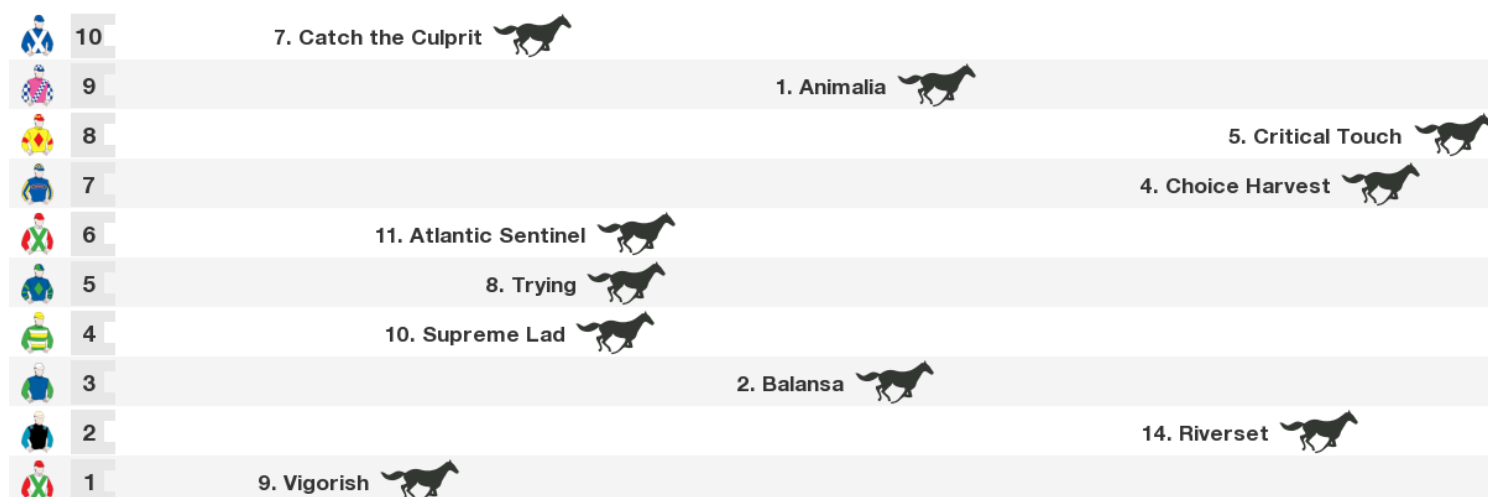 10 7. Catch the Culprit
9 1. Animalia
8 5. Critical Touch
7 4. Choice Harvest
6 11. Atlantic Sentinel
5 8. Trying
4 10. Supreme Lad
3 2. Balansa
2 14. Riverset
1 9. Vigorish